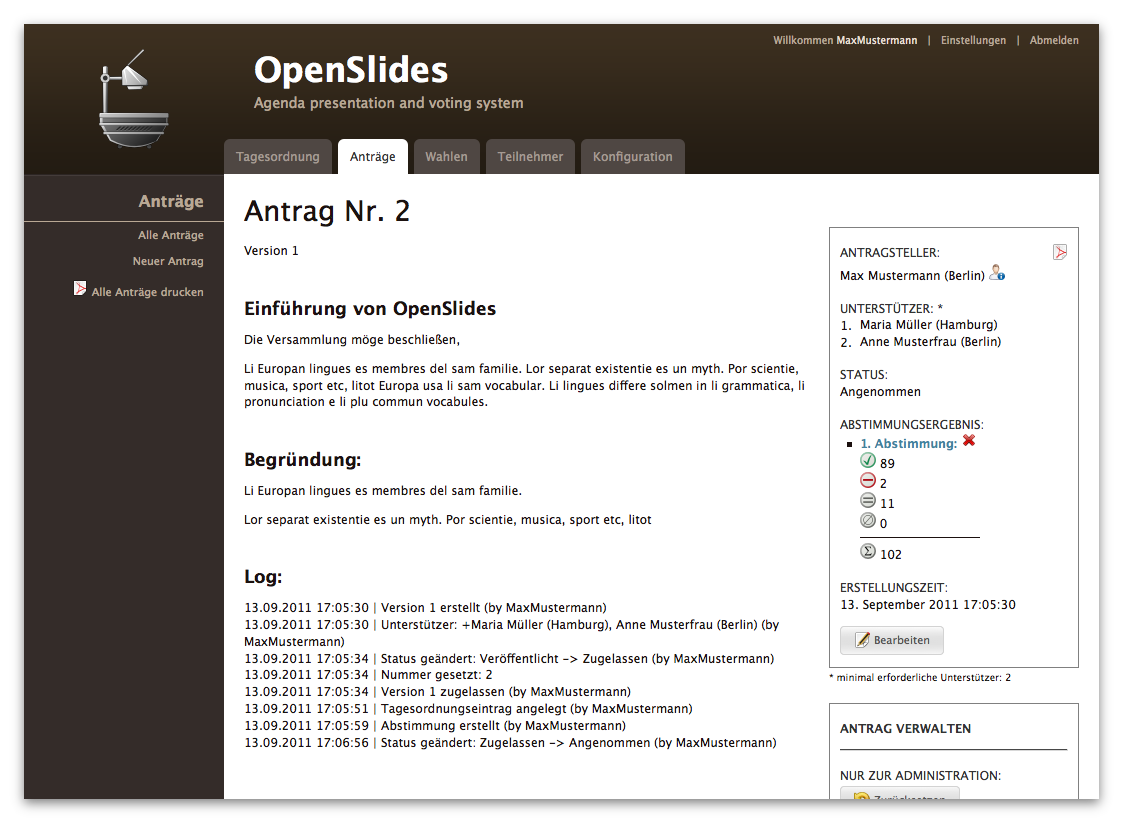 Willkommen MaxMustermann | Einstellungen | Abmelden
OpenSlides
Agenda presentation and voting system
Tagesordnung Anträge Wahlen Teilnehmer Konfiguration
Anträge
Alle Anträge
Neuer Antrag
Alle Anträge drucken
Antrag Nr. 2
Version 1
Einführung von OpenSlides
Die Versammlung möge beschließen,
Li Europan lingues es membres del sam familie. Lor separat existentie es un myth. Por scientie,
musica, sport etc, litot Europa usa li sam vocabular. Li lingues differe solmen in li grammatica, li
pronunciation e li plu commun vocabules.
Begründung:
Li Europan lingues es membres del sam familie.
Lor separat existentie es un myth. Por scientie, musica, sport etc, litot
Log:
13.09.2011 17:05:30 | Version 1 erstellt (by MaxMustermann)
13.09.2011 17:05:30 | Unterstützer: +Maria Müller (Hamburg), Anne Musterfrau (Berlin) (by
MaxMustermann)
13.09.2011 17:05:34 | Status geändert: Veröffentlicht -> Zugelassen (by MaxMustermann)
13.09.2011 17:05:34 | Nummer gesetzt: 2
13.09.2011 17:05:34 | Version 1 zugelassen (by MaxMustermann)
13.09.2011 17:05:51 | Tagesordnungseintrag angelegt (by MaxMustermann)
13.09.2011 17:05:59 | Abstimmung erstellt (by MaxMustermann)
13.09.2011 17:06:56 | Status geändert: Zugelassen -> Angenommen (by MaxMustermann)
ANTRAGSTELLER:
Max Mustermann (Berlin)
UNTERSTÜTZER: *
1. Maria Müller (Hamburg)
2. Anne Musterfrau (Berlin)
STATUS:
Angenommen
ABSTIMMUNGSERGEBNIS:
1. Abstimmung:
89
2
11
0
Σ 102
ERSTELLUNGSZEIT:
13. September 2011 17:05:30
Bearbeiten
* minimal erforderliche Unterstützer: 2
ANTRAG VERWALTEN
NUR ZUR ADMINISTRATION:
Zurücksetzen